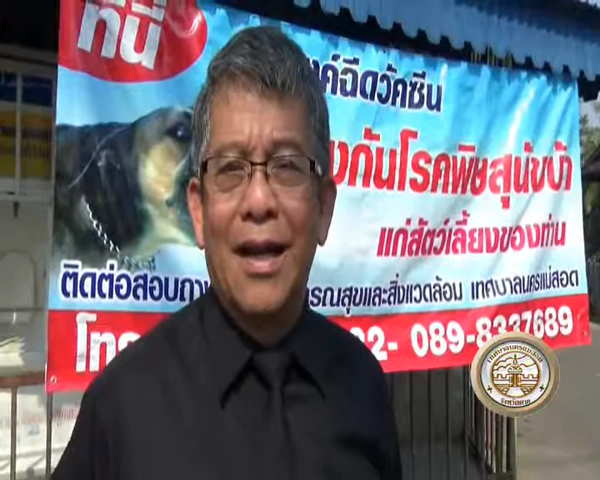 ที่นี่
ฉีดวัคซีน
กันโรคพิษสุนัขบ้า
แก่สัตว์เลี้ยงของท่าน
ติดต่อสอบถา รณสุขและสิ่งแวดล้อม เทศบาลนครแม่สอด
โทร 02- 089-8337689